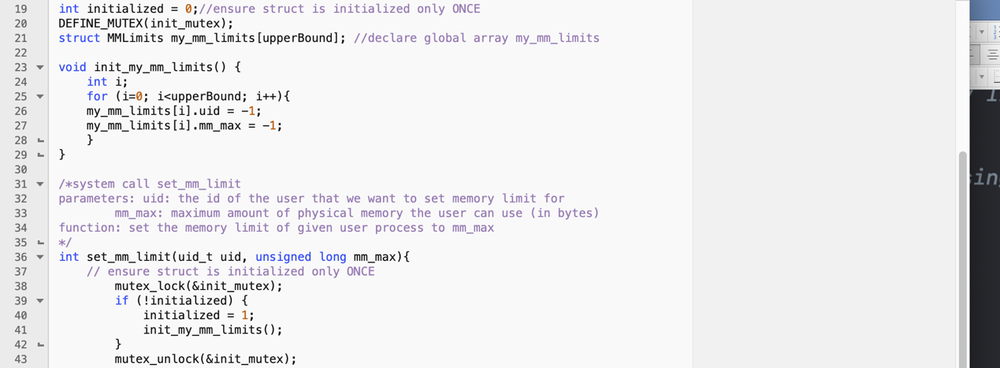 19 int initialized = 0;//ensure struct is initialized only ONCE
20 DEFINE_MUTEX(init_mutex);
21 struct MMLimits my_mm_limits[upperBound]; //declare global array my_mm_limits
22
23 void init_my_mm_limits() {
24 int i;
25 for (i=0; i<upperBound; i++){
26 my_mm_limits[i].uid = -1;
27 my_mm_limits[i].mm_max = -1;
28 }
29 }
30
31 /*system call set_mm_limit
32 parameters: uid: the id of the user that we want to set memory limit for
33 mm_max: maximum amount of physical memory the user can use (in bytes)
34 function: set the memory limit of given user process to mm_max
35 */
36 int set_mm_limit(uid_t uid, unsigned long mm_max){
37 // ensure struct is initialized only ONCE
38 mutex_lock(&init_mutex);
39 if (!initialized) {
40 initialized = 1;
41 init_my_mm_limits();
42 }
43 mutex_unlock(&init_mutex);